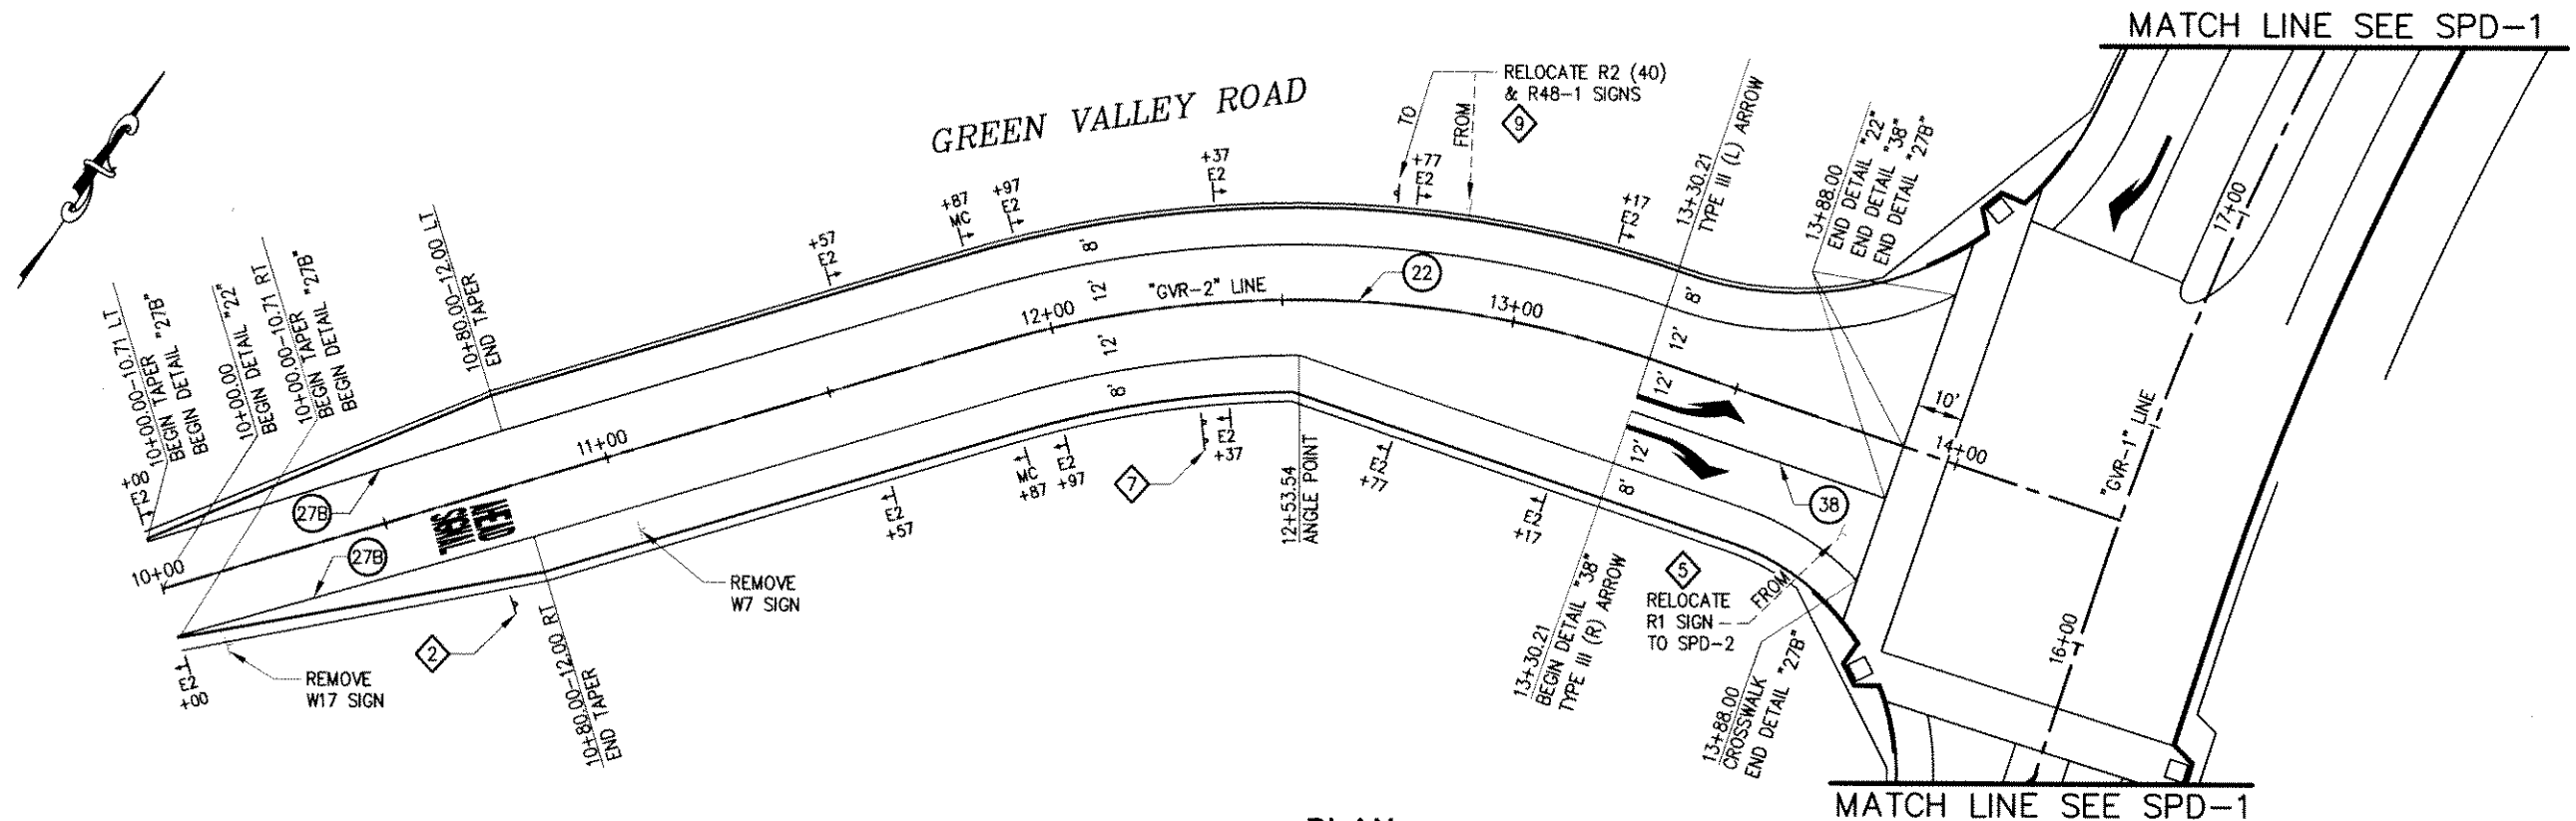 MATCH LINE SEE SPD-1
GREEN VALLEY ROAD
RELOCATE R2 (40)
& R48-1 SIGNS
9
TO
FROM
10+00.00-10.71 LT
BEGIN TAPER
BEGIN DETAIL "27B"
10+00.00
BEGIN DETAIL "22"
10+00.00-10.71 RT
BEGIN TAPER
BEGIN DETAIL "27B"
10+80.00-12.00 LT
END TAPER
+00
E2
+57
E2
+87
MC
+97
E2
+37
E2
+77
E2
+17
E2
13+30.21
TYPE III (L) ARROW
13+88.00
END DETAIL "22"
END DETAIL "38"
END DETAIL "27B"
8'
12'
12'
8'
"GVR-2" LINE
22
8'
12'
12'
12'
8'
10+00
11+00
12+00
13+00
14+00
10'
17+00
"GVR-1" LINE
16+00
27B
27B
38
REMOVE
W17 SIGN
2
REMOVE
W7 SIGN
10+80.00-12.00 RT
END TAPER
E2
+00
E2
+57
MC
+87
E2
+97
7
E2
+37
12+53.54
ANGLE POINT
E2
+77
E2
+17
13+30.21
BEGIN DETAIL "38"
TYPE III (R) ARROW
5
RELOCATE
R1 SIGN
TO SPD-2
FROM
13+88.00
CROSSWALK
END DETAIL "27B"
MATCH LINE SEE SPD-1